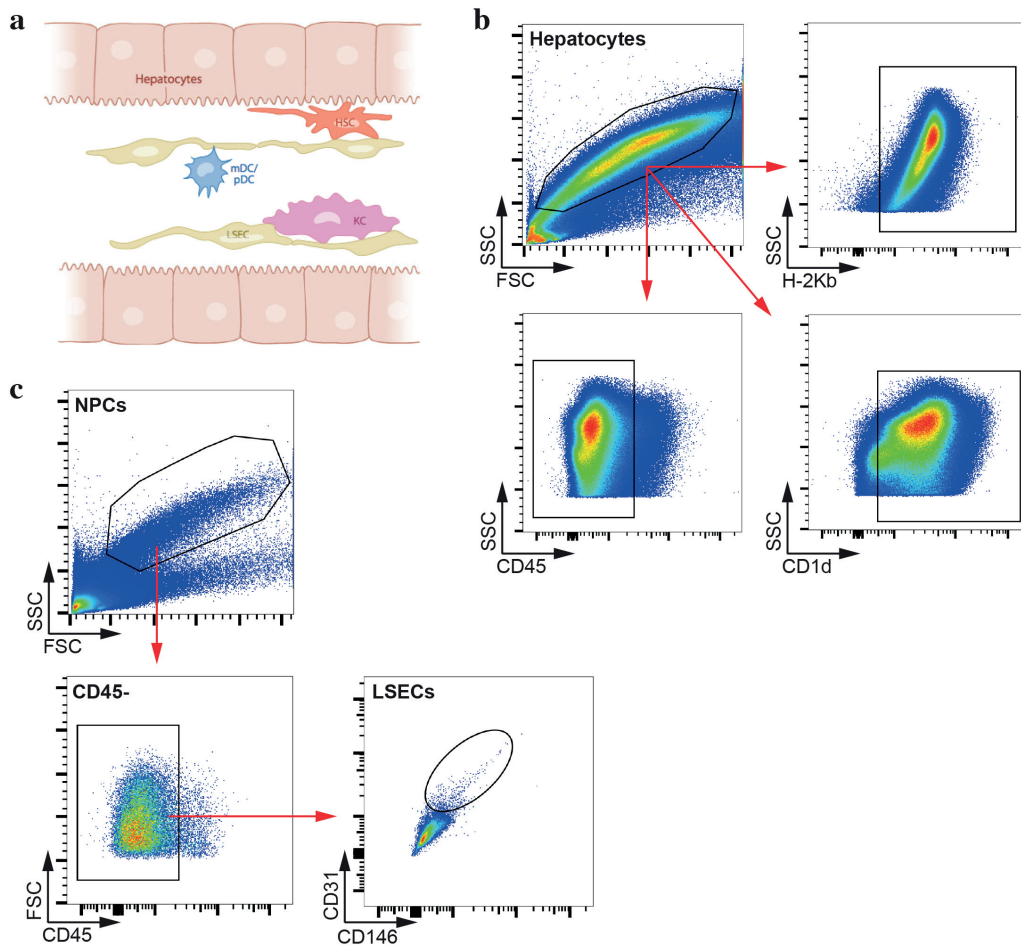 a
Hepatocytes
HSC
mDC/
pDC
KC
LSEC
b
Hepatocytes
SSC
FSC
SSC
H-2Kb
SSC
CD45
SSC
CD1d
c
NPCs
SSC
FSC
CD45-
FSC
CD45
LSECs
CD31
CD146